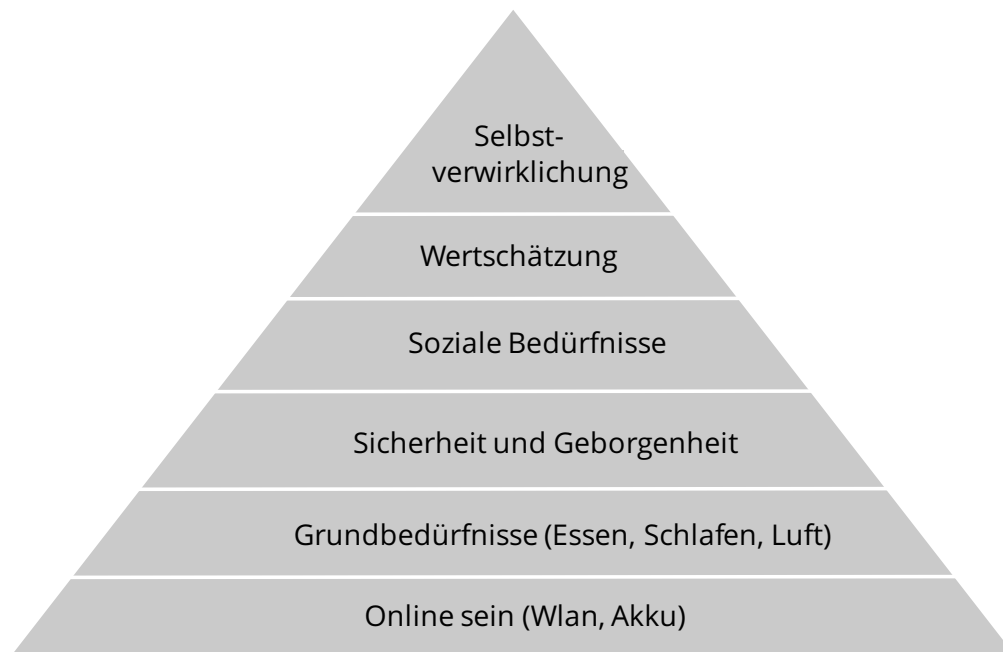 Selbst-
verwirklichung
Wertschätzung
Soziale Bedürfnisse
Sicherheit und Geborgenheit
Grundbedürfnisse (Essen, Schlafen, Luft)
Online sein (Wlan, Akku)